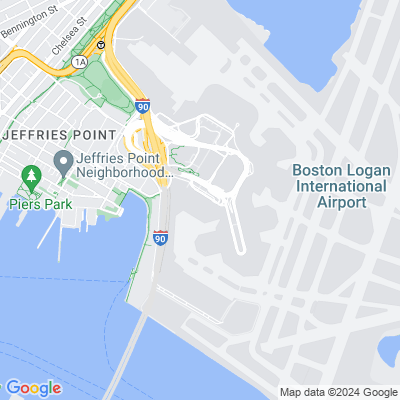 Bennington St
Chelsea St
1A
T
90
JEFFRIES POINT
Jeffries Point
Neighborhood...
Piers Park
Boston Logan
International
Airport
90
Google
Map data ©2024 Google